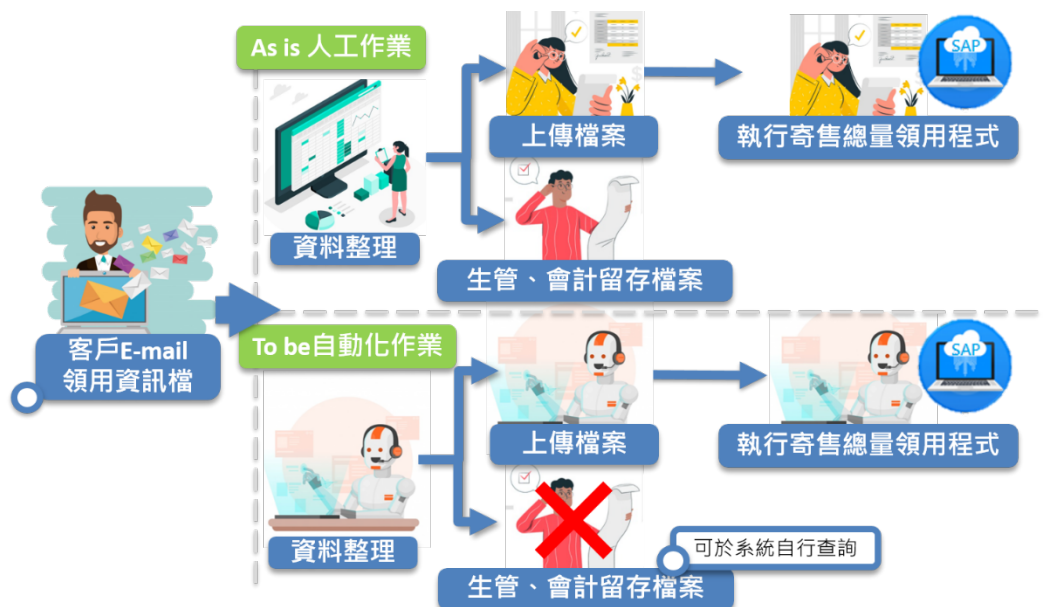 As is 人工作業
SAP
上傳檔案
執行寄售總量領用程式
資料整理
生管、會計留存檔案
客戶E-mail
領用資訊檔
To be自動化作業
SAP
上傳檔案
執行寄售總量領用程式
資料整理
可於系統自行查詢
生管、會計留存檔案